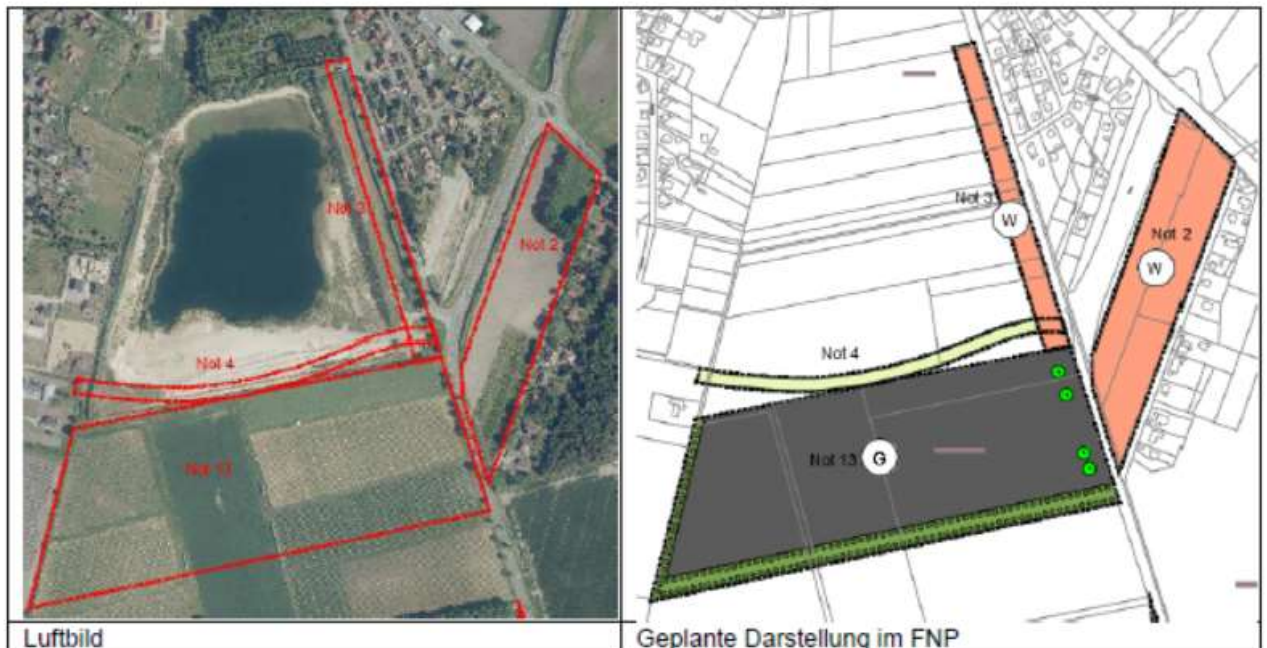 Not 3
Not 2
Not 4
Not 13
Luftbild
Not 3
W
Not 2
W
Not 4
Not 13
G
Geplante Darstellung im FNP